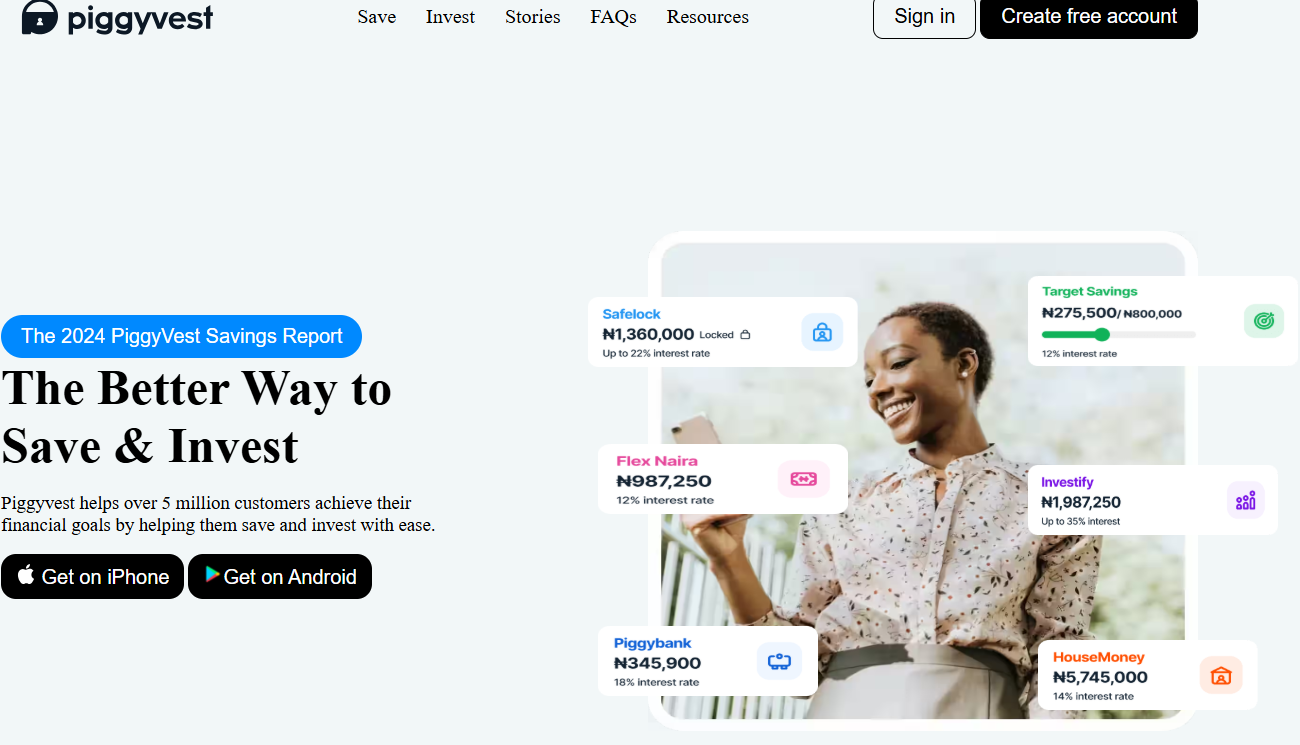 piggyvest
Save Invest Stories FAQs Resources
Sign in Create free account
The 2024 PiggyVest Savings Report
The Better Way to
Save & Invest
Piggyvest helps over 5 million customers achieve their
financial goals by helping them save and invest with ease.
Get on iPhone Get on Android
Safelock
₦1,360,000 Locked
Up to 22% interest rate
Target Savings
₦275,500/ ₦800,000
12% interest rate
Flex Naira
₦987,250
12% interest rate
Investify
₦1,987,250
Up to 35% interest
Piggybank
₦345,900
18% interest rate
HouseMoney
₦5,745,000
14% interest rate